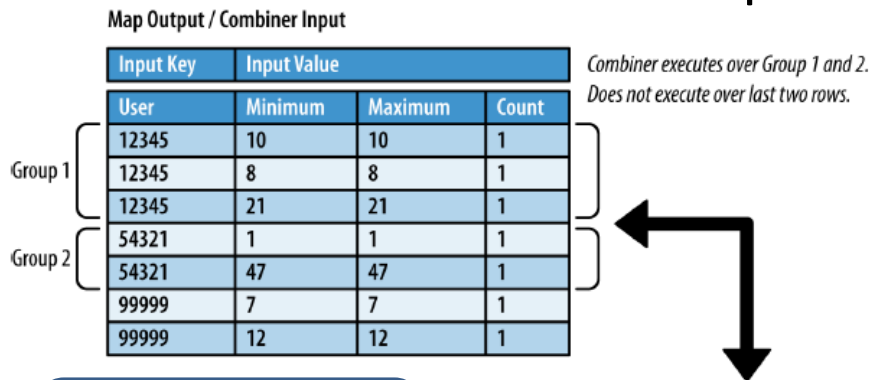 Map Output / Combiner Input
Input Key Input Value
Combiner executes over Group 1 and 2.
Does not execute over last two rows.
User Minimum Maximum Count
12345 10 10 1
Group 1 12345 8 8 1
12345 21 21 1
54321 1 1 1
Group 2 54321 47 47 1
99999 7 7 1
99999 12 12 1